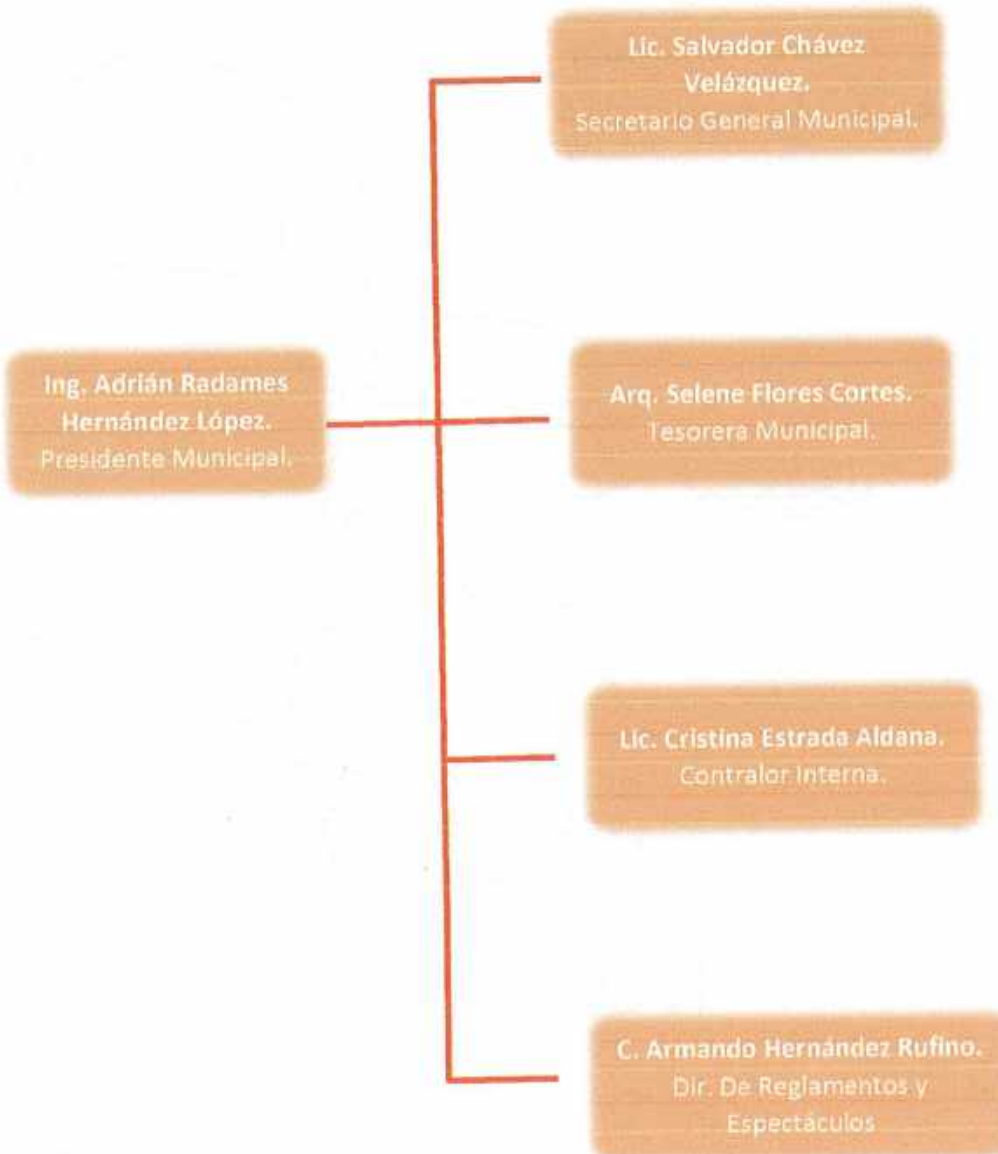 Lic. Salvador Chávez
Velázquez.
Secretario General Municipal.
Ing. Adrián Radames
Hernández López.
Presidente Municipal.
Arq. Selene Flores Cortes.
Tesorera Municipal.
Lic. Cristina Estrada Aldana.
Contralor Interna.
C. Armando Hernández Rufino.
Dir. De Reglamentos y
Espectáculos